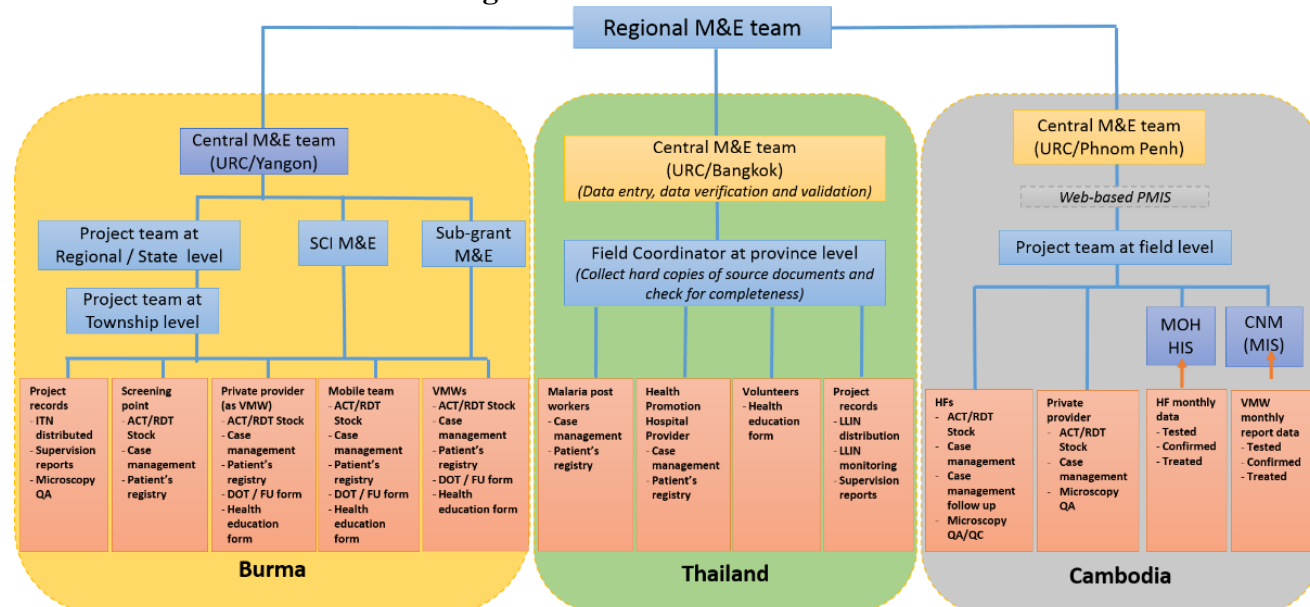 Regional M&E team
Central M&E team
(URC/Yangon)
Project team at
Regional / State level
SCI M&E
Sub-grant
M&E
Project team at
Township level
Project
records
- ITN
distributed
- Supervision
reports
- Microscopy
QA
Screening
point
- ACT/RDT
Stock
- Case
management
- Patient's
registry
Private provider
(as VMW)
- ACT/RDT Stock
- Case
management
- Patient's
registry
- DOT / FU form
- Health
education
form
Mobile team
- ACT/RDT
Stock
- Case
management
- Patient's
registry
- DOT / FU form
- Health
education
form
VMWs
- ACT/RDT Stock
- Case
management
- Patient's
registry
- DOT / FU form
- Health
education form
Burma
Central M&E team
(URC/Bangkok)
(Data entry, data verification and validation)
Field Coordinator at province level
(Collect hard copies of source documents and
check for completeness)
Malaria post
workers
- Case
management
- Patient's
registry
Health
Promotion
Hospital
Provider
- Case
management
- Patient's
registry
Volunteers
- Health
education
form
Project
records
- LLIN
distribution
- LLIN
monitoring
- Supervision
reports
Thailand
Central M&E team
(URC/Phnom Penh)
Web-based PMIS
Project team at field level
MOH
HIS
CNM
(MIS)
HFs
- ACT/RDT
Stock
- Case
management
- Case
management
follow up
- Microscopy
QA/QC
Private
provider
- ACT/RDT
Stock
- Case
management
- Microscopy
QA
HF monthly
data
- Tested
- Confirmed
- Treated
VMW
monthly
report data
- Tested
- Confirmed
- Treated
Cambodia